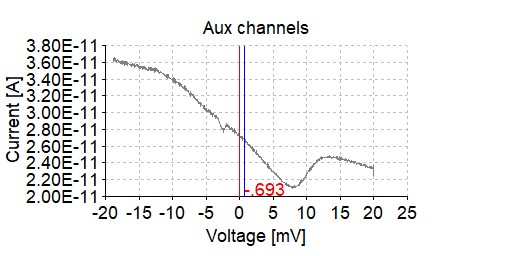 Aux channels
3.80E-11
3.60E-11
3.40E-11
3.20E-11
3.00E-11
2.80E-11
2.60E-11
2.40E-11
2.20E-11
2.00E-11
Current [A]
-.693
-20 -15 -10 -5 0 5 10 15 20 25
Voltage [mV]